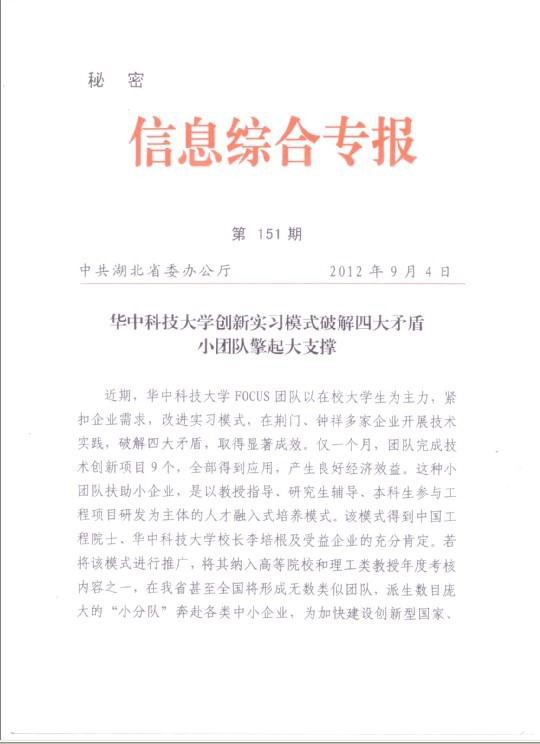 秘 密
信息综合专报
第 151 期
中共湖北省委办公厅 2012 年 9 月 4 日
华中科技大学创新实习模式破解四大矛盾
小团队擎起大支撑
近期，华中科技大学 FOCUS 团队以在校大学生为主力，紧
扣企业需求，改进实习模式，在荆门、钟祥多家企业开展技术
实践，破解四大矛盾，取得显著成效。仅一个月，团队完成技
术创新项目 9 个，全部得到应用，产生良好经济效益。这种小
团队扶助小企业，是以教授指导、研究生辅导、本科生参与工
程项目研发为主体的人才融入式培养模式。该模式得到中国工
程院士、华中科技大学校长李培根及受益企业的充分肯定。若
将该模式进行推广，将其纳入高等院校和理工类教授年度考核
内容之一，在我省甚至全国将形成无数类似团队，派生数目庞
大的“小分队”奔赴各类中小企业，为加快建设创新型国家、